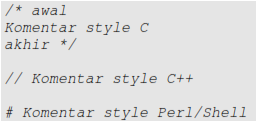 /* awal
Komentar style C
akhir */
// Komentar style C++
# Komentar style Perl/Shell